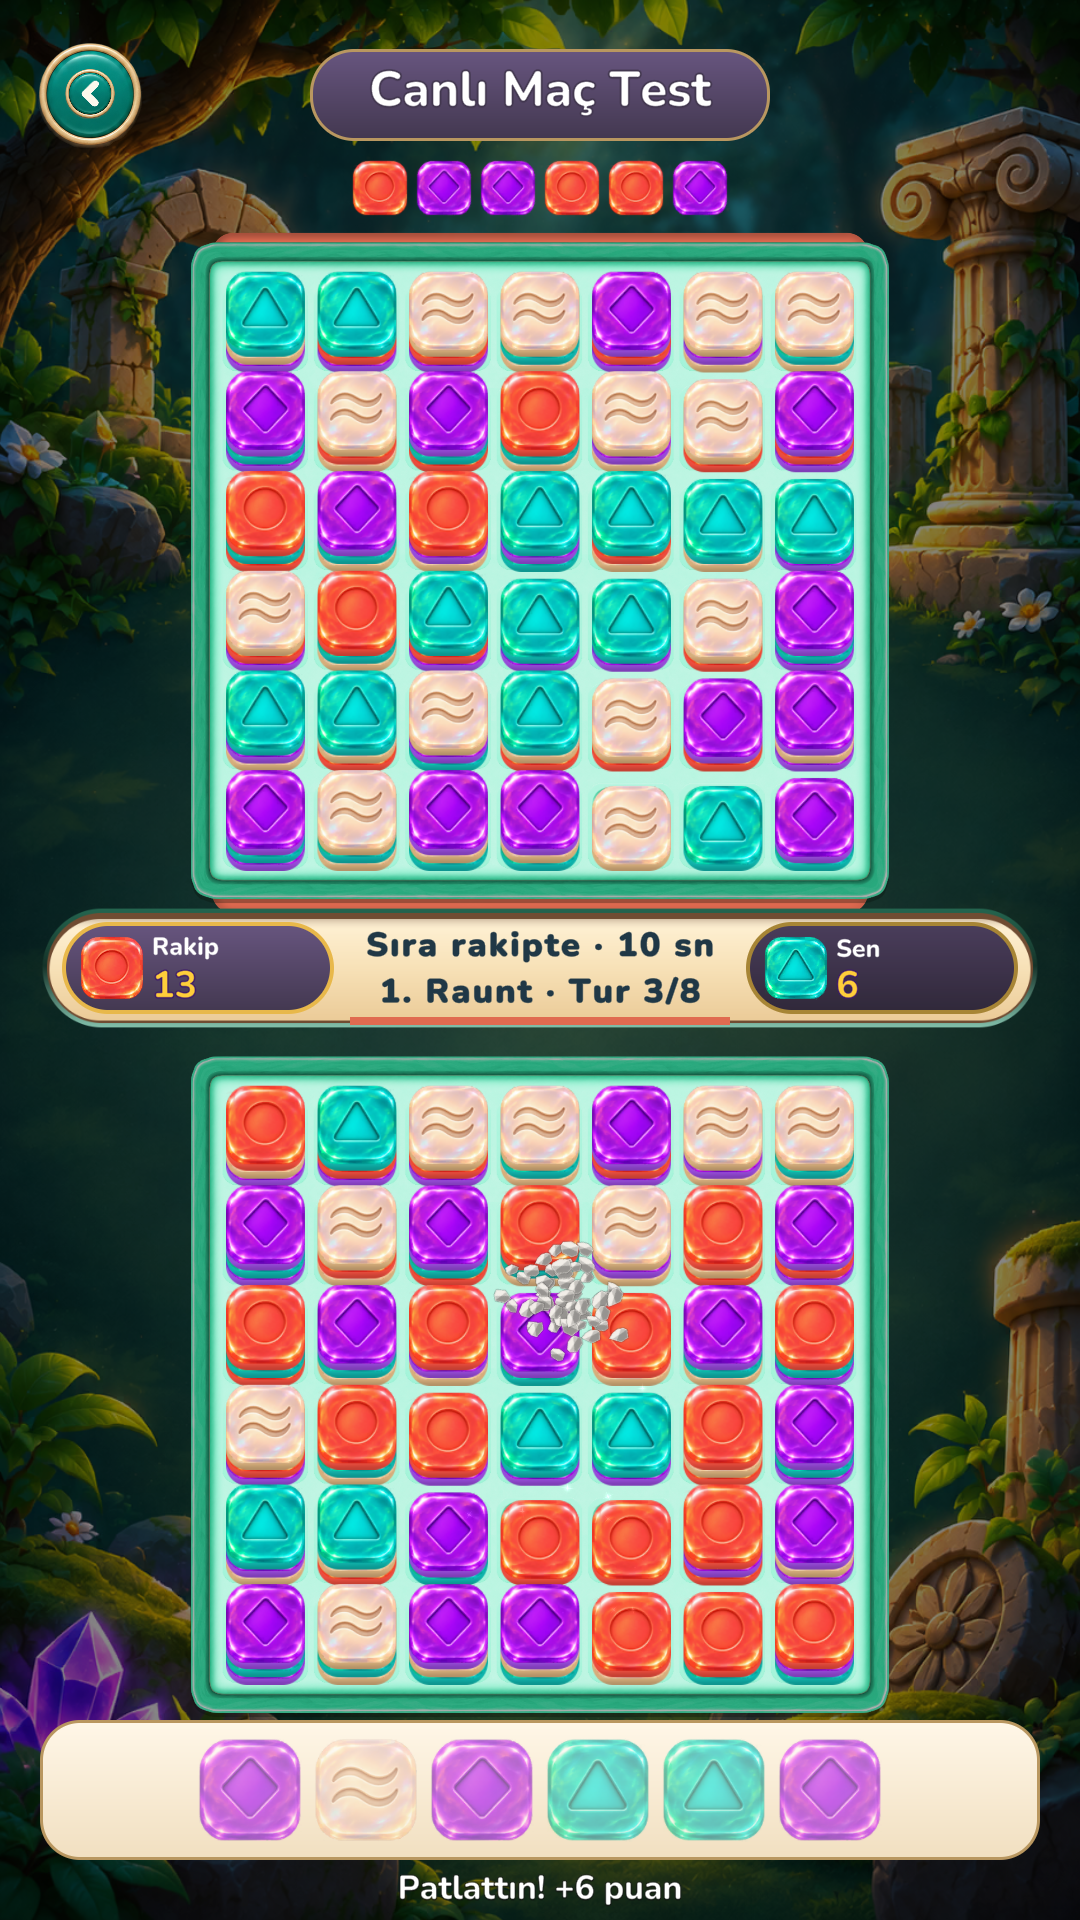 Canlı Maç Test
Rakip
13
Sıra rakipte · 10 sn
1. Raunt · Tur 3/8
Sen
6
Patlattın! +6 puan